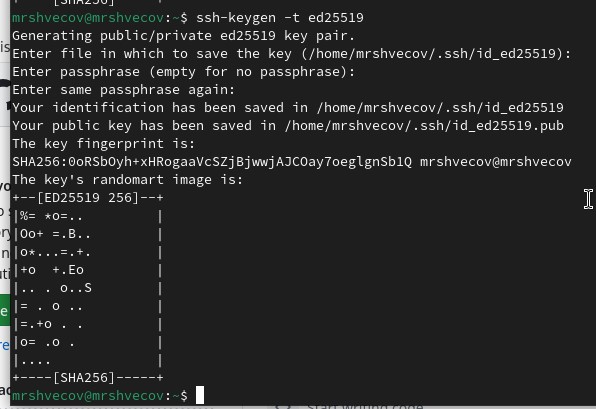 +----[SHA256]-----+
mrshvecov@mrshvecov:~$ ssh-keygen -t ed25519
Generating public/private ed25519 key pair.
Enter file in which to save the key (/home/mrshvecov/.ssh/id_ed25519):
Enter passphrase (empty for no passphrase):
Enter same passphrase again:
Your identification has been saved in /home/mrshvecov/.ssh/id_ed25519
Your public key has been saved in /home/mrshvecov/.ssh/id_ed25519.pub
The key fingerprint is:
SHA256:0oRSbOyh+xHRogaaVcSZjBjwwjAJCOay7oeglgnSb1Q mrshvecov@mrshvecov
The key's randomart image is:
+--[ED25519 256]--+
|%= *o=..         |
|Oo+ =.B..        |
|o*...=.+.        |
|+o  +.Eo         |
|.. . o..S        |
|= . o ..         |
|=.+o . .         |
|o= .o .          |
|....             |
+----[SHA256]-----+
mrshvecov@mrshvecov:~$